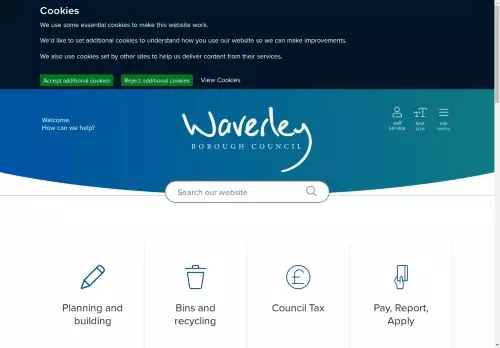 Cookies
We use some essential cookies to make this website work.
We'd like to set additional cookies to understand how you use our website so we can make improvements.
We also use cookies set by other sites to help us deliver content from their services.
Accept additional cookies Reject additional cookies View Cookies
Welcome.
How can we help?
Waverley
BOROUGH COUNCIL
self
service
text
size
site
menu
Search our website
Planning and
building
Bins and
recycling
£
Council Tax
Pay, Report,
Apply